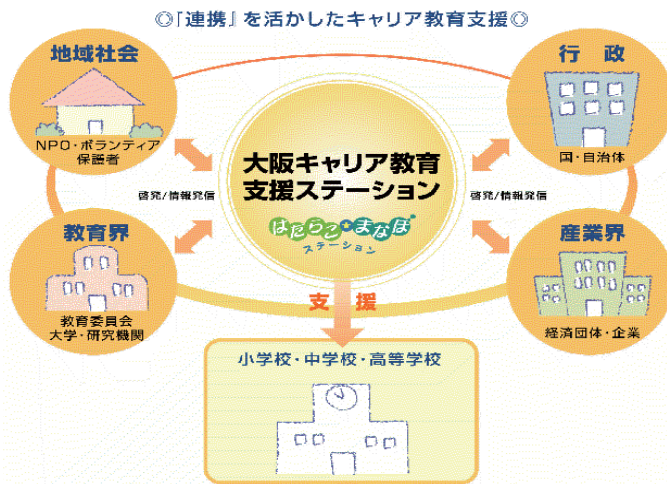 ◎『連携』を活かしたキャリア教育支援◎
地域社会
NPO・ボランティア
保護者
行政
国・自治体
大阪キャリア教育
支援ステーション
はたらこ★まなぼ
ステーション
啓発/情報発信
啓発/情報発信
教育界
教育委員会
大学・研究機関
産業界
経済団体・企業
支援
小学校・中学校・高等学校